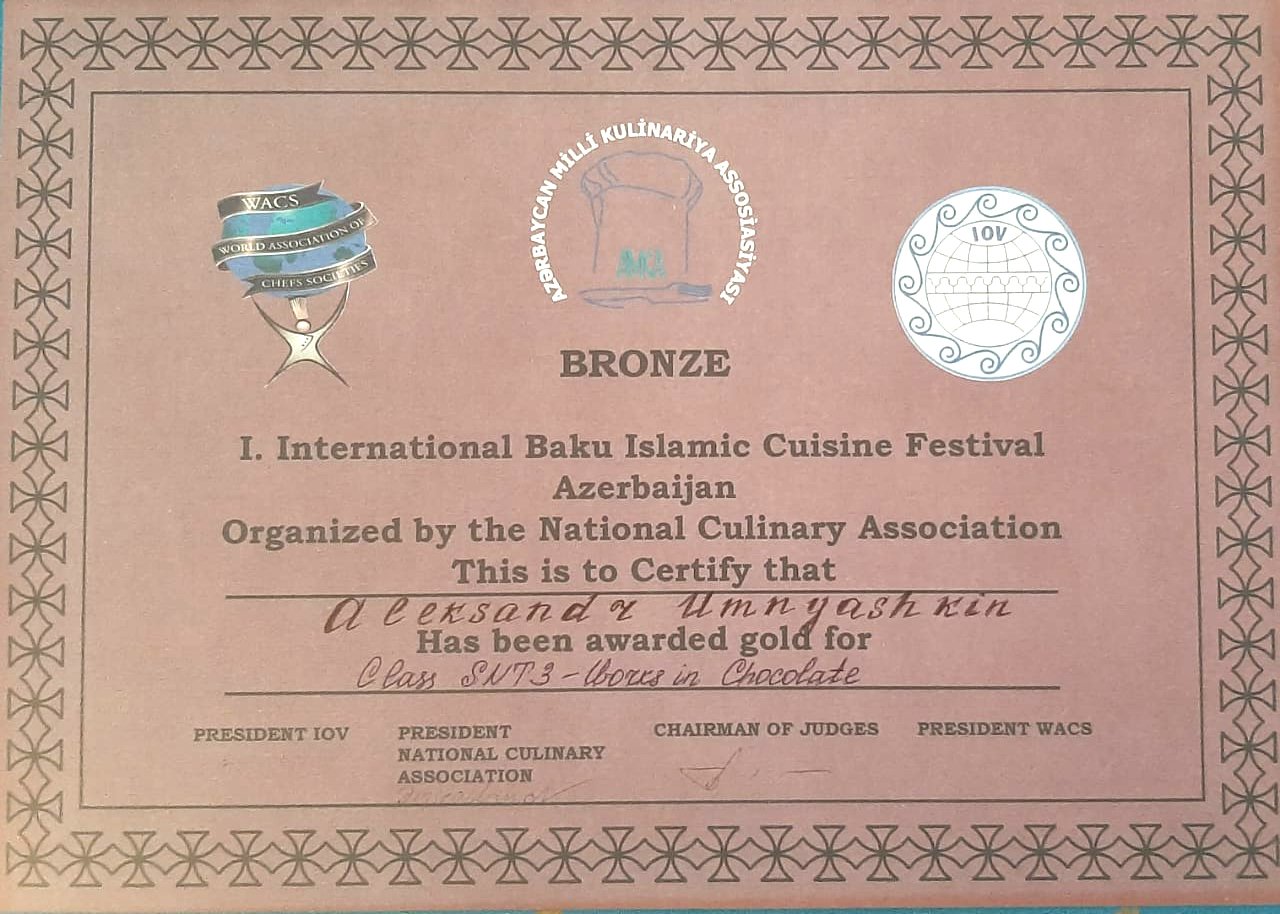 WACS
WORLD ASSOCIATION OF
CHEFS SOCIETIES
AZƏRBAYCAN MİLLİ KULİNARİYA ASSOSİASİYASI
IOV
BRONZE
I. International Baku Islamic Cuisine Festival
Azerbaijan
Organized by the National Culinary Association
This is to Certify that
Aleksandr Umnyashkin
Has been awarded gold for
Class SNT3 - Works in Chocolate
PRESIDENT IOV
PRESIDENT
NATIONAL CULINARY
ASSOCIATION
CHAIRMAN OF JUDGES
PRESIDENT WACS